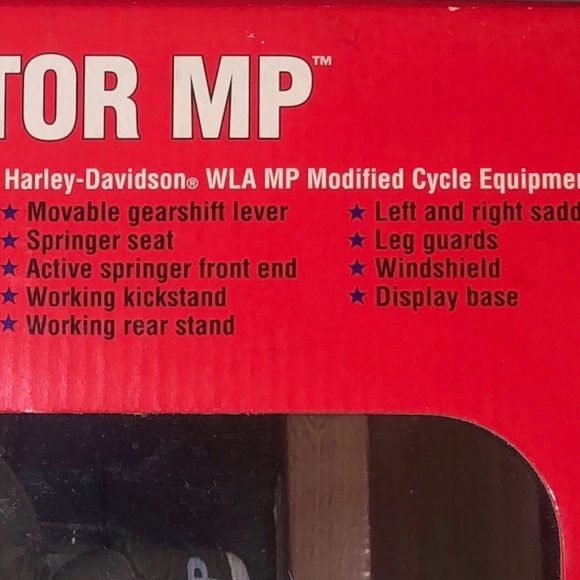 TOR MP™
Harley-Davidson® WLA MP Modified Cycle Equipmen
★ Movable gearshift lever
★ Springer seat
★ Active springer front end
★ Working kickstand
★ Working rear stand
★ Left and right sadd
★ Leg guards
★ Windshield
★ Display base
P